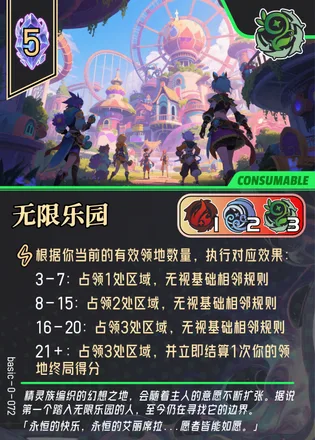 5
CONSUMABLE
无限乐园
1 2 3
根据你当前的有效领地数量，执行对应效果：
3-7：占领1处区域，无视基础相邻规则
8-15：占领2处区域，无视基础相邻规则
16-20：占领3处区域，无视基础相邻规则
21+：占领3处区域，并立即结算1次你的领
地终局得分
basic-0-072
精灵族编织的幻想之地，会随着主人的意愿不断扩张。据说
第一个踏入无限乐园的人，至今仍在寻找它的边界。
「永恒的快乐，永恒的艾丽席拉...愿者皆能如愿。」